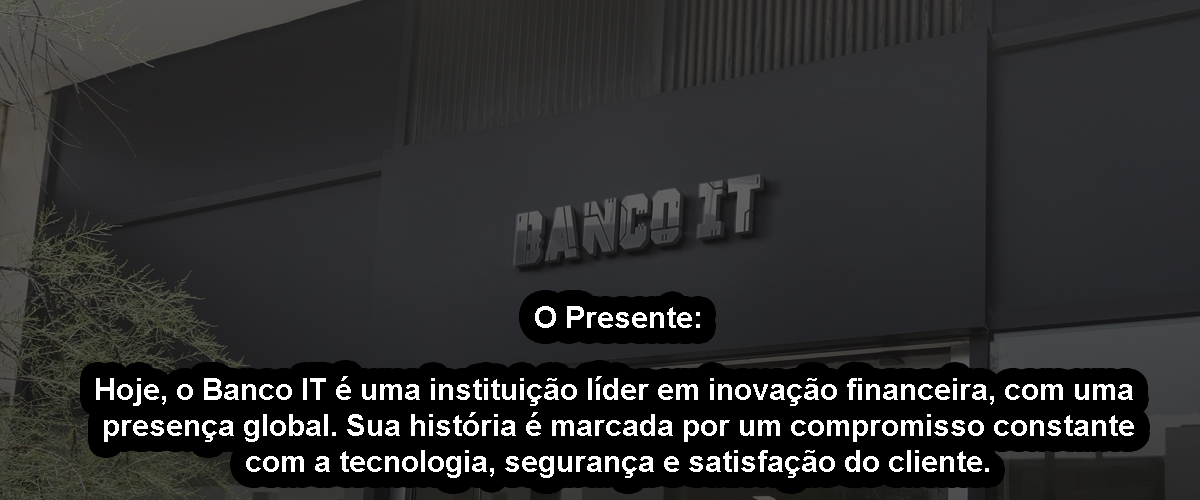 BANCO IT
O Presente:
Hoje, o Banco IT é uma instituição líder em inovação financeira, com uma
presença global. Sua história é marcada por um compromisso constante
com a tecnologia, segurança e satisfação do cliente.